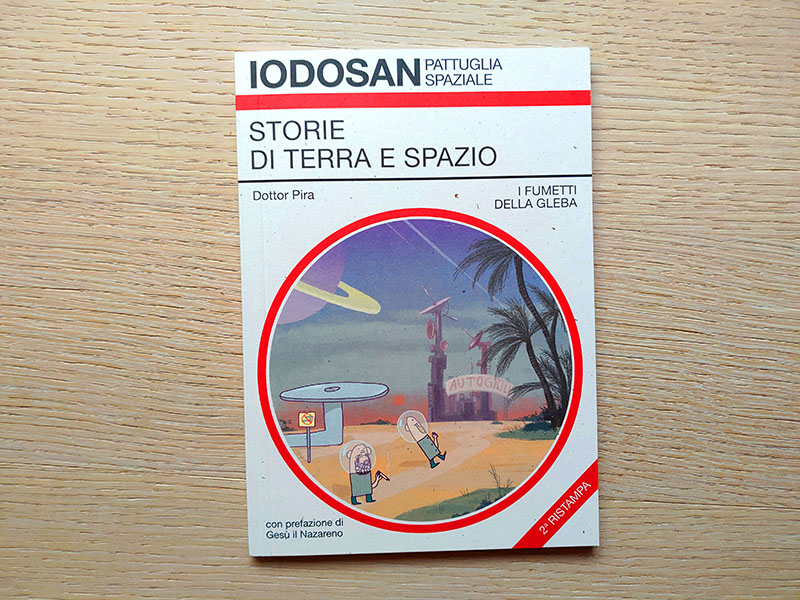 IODOSAN PATTUGLIA
SPAZIALE
STORIE
DI TERRA E SPAZIO
Dottor Pira
I FUMETTI
DELLA GLEBA
AUTOGRILL
con prefazione di
Gesù il Nazareno
2ª RISTAMPA